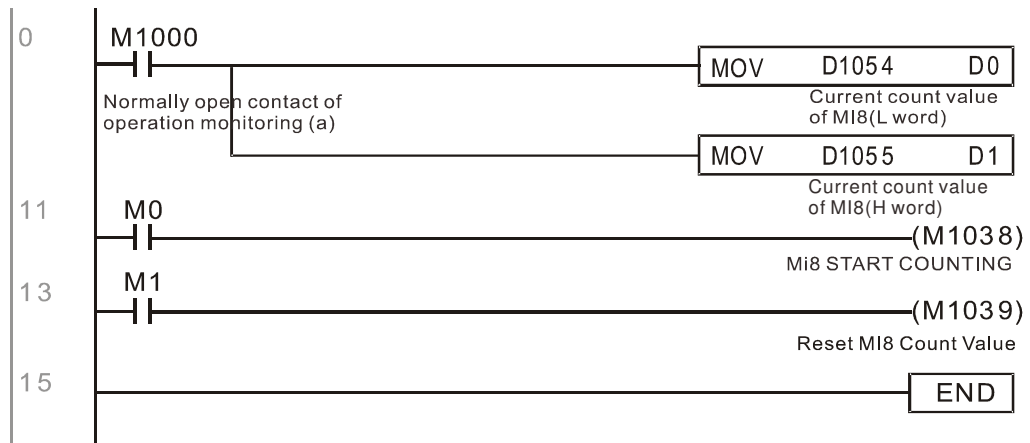 0
M1000
MOV D1054 D0
Normally open contact of
operation monitoring (a)
Current count value
of MI8(L word)
MOV D1055 D1
Current count value
of MI8(H word)
11
M0
(M1038)
Mi8 START COUNTING
13
M1
(M1039)
Reset MI8 Count Value
15
END